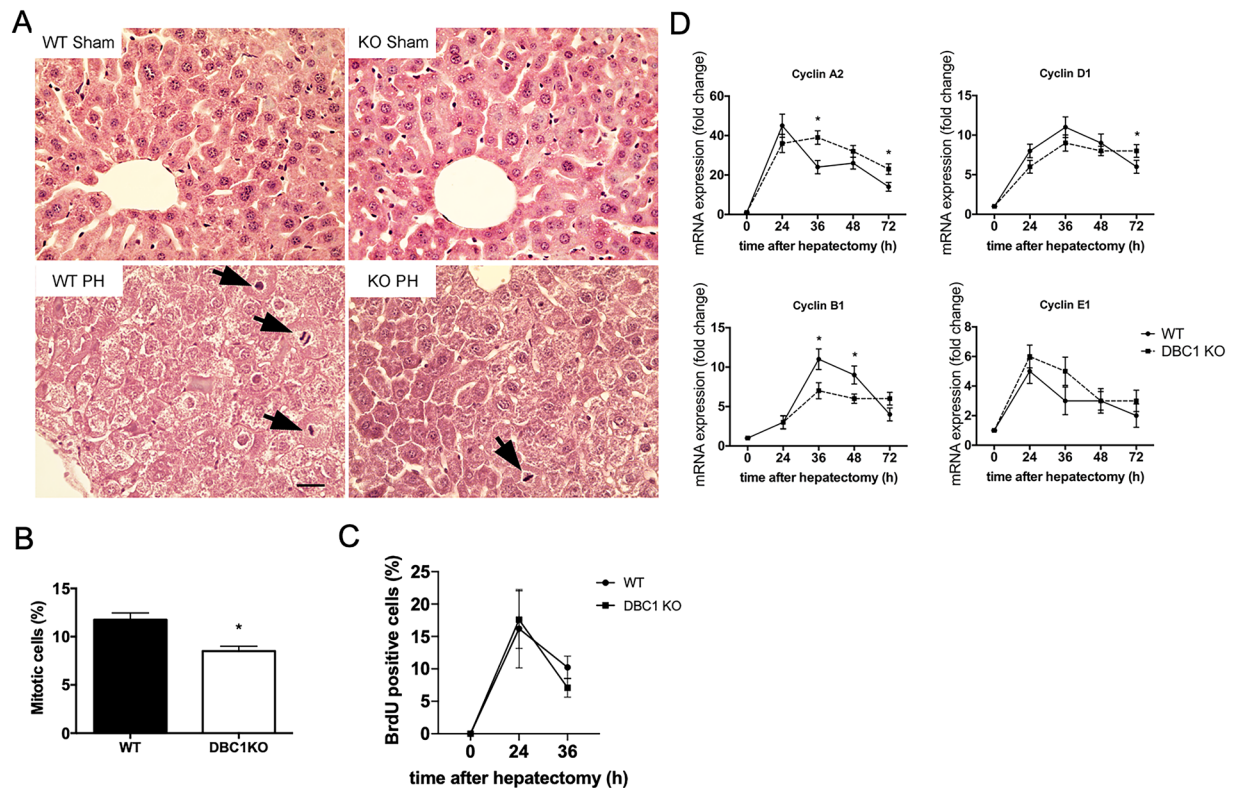 A
WT Sham
KO Sham
WT PH
KO PH
B
Mitotic cells (%)
15
10
5
0
*
WT
DBC1KO
C
BrdU positive cells (%)
25
20
15
10
5
0
0 24 36
time after hepatectomy (h)
WT
DBC1 KO
D
Cyclin A2
mRNA expression (fold change)
60
40
20
0
*
*
0 24 36 48 72
time after hepatectomy (h)
Cyclin D1
mRNA expression (fold change)
15
10
5
0
*
0 24 36 48 72
time after hepatectomy (h)
Cyclin B1
mRNA expression (fold change)
15
10
5
0
*
*
0 24 36 48 72
time after hepatectomy (h)
Cyclin E1
mRNA expression (fold change)
8
6
4
2
0
0 24 36 48 72
time after hepatectomy (h)
WT
DBC1 KO